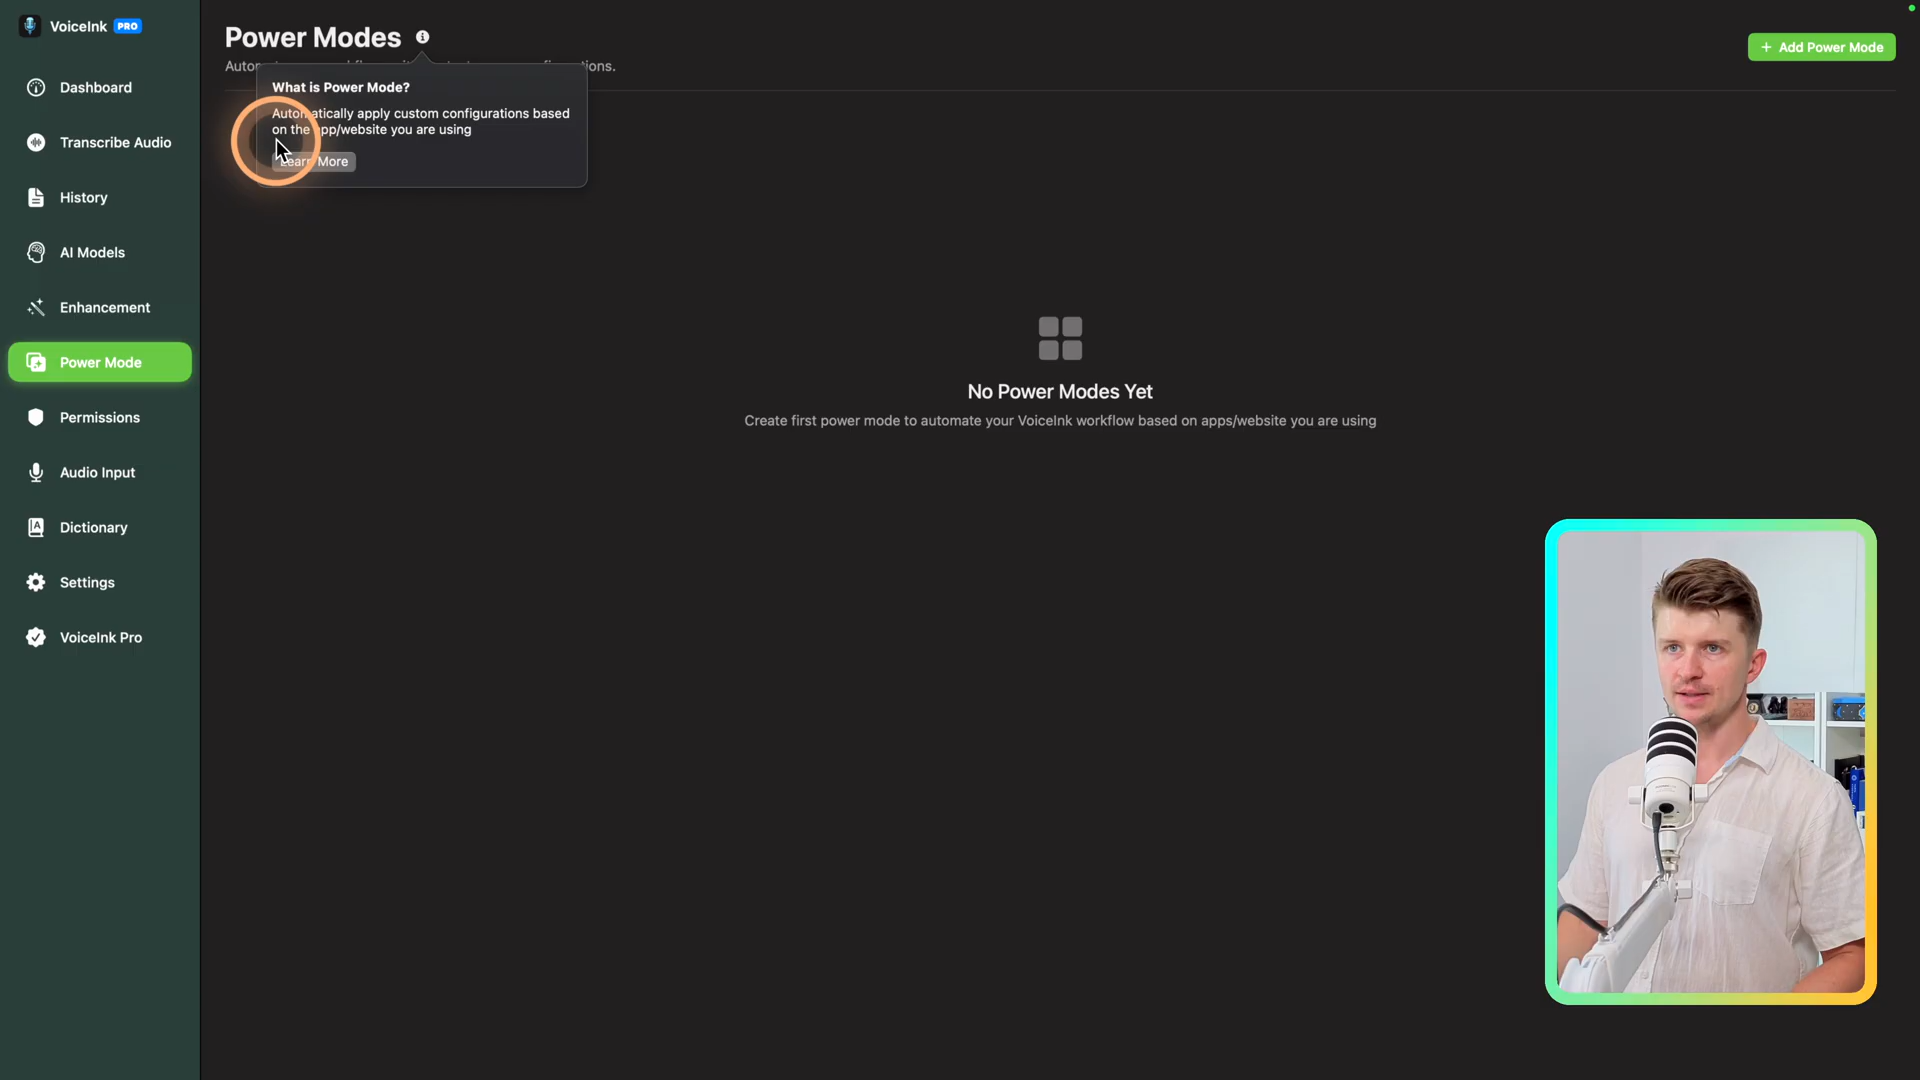 VoiceInk PRO
Dashboard
Transcribe Audio
History
AI Models
Enhancement
Power Mode
Permissions
Audio Input
Dictionary
Settings
VoiceInk Pro
Power Modes
ions.
What is Power Mode?
Automatically apply custom configurations based
on the app/website you are using
Learn More
+ Add Power Mode
No Power Modes Yet
Create first power mode to automate your VoiceInk workflow based on apps/website you are using